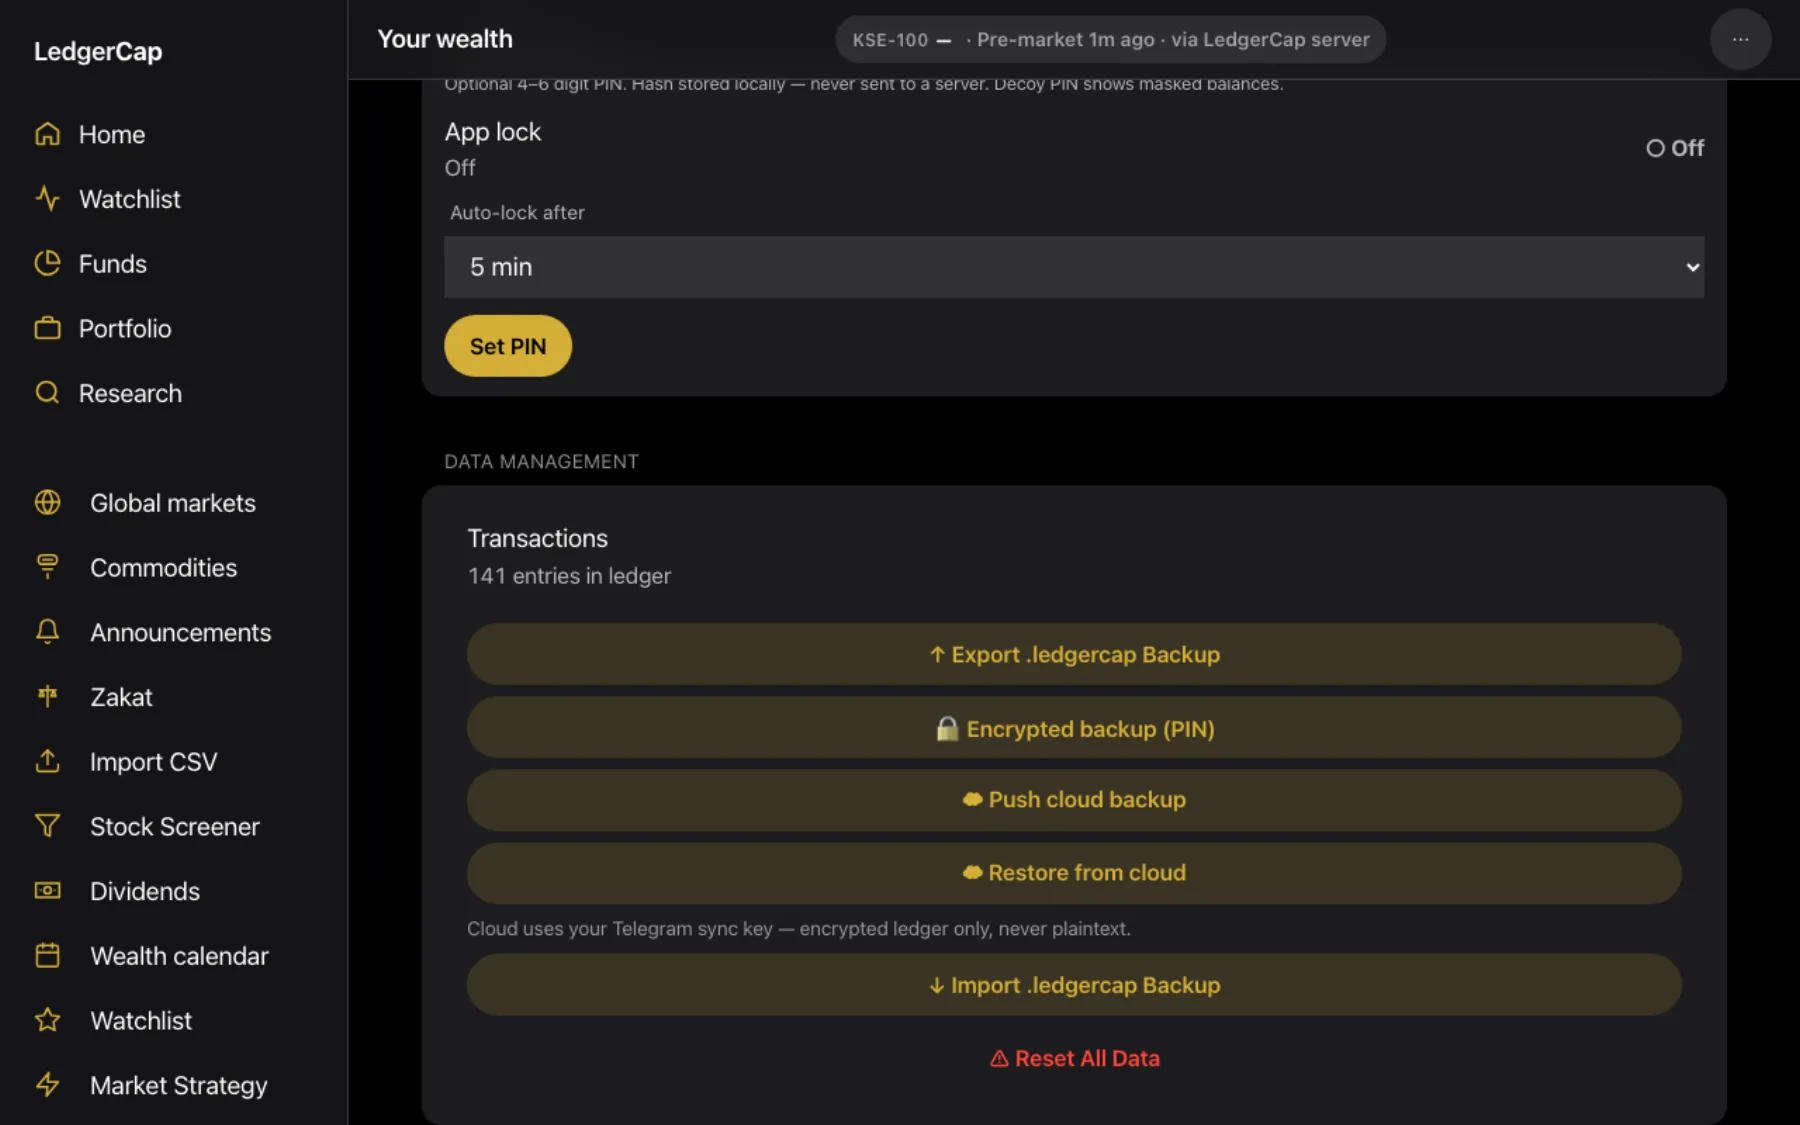 LedgerCap
Home
Watchlist
Funds
Portfolio
Research
Global markets
Commodities
Announcements
Zakat
Import CSV
Stock Screener
Dividends
Wealth calendar
Watchlist
Market Strategy
Your wealth
KSE-100 — · Pre-market 1m ago · via LedgerCap server
...
Optional 4–6 digit PIN. Hash stored locally — never sent to a server. Decoy PIN shows masked balances.
App lock
Off
Off
Auto-lock after
5 min
Set PIN
DATA MANAGEMENT
Transactions
141 entries in ledger
↑ Export .ledgercap Backup
🔒 Encrypted backup (PIN)
☁ Push cloud backup
☁ Restore from cloud
Cloud uses your Telegram sync key — encrypted ledger only, never plaintext.
↓ Import .ledgercap Backup
⚠ Reset All Data